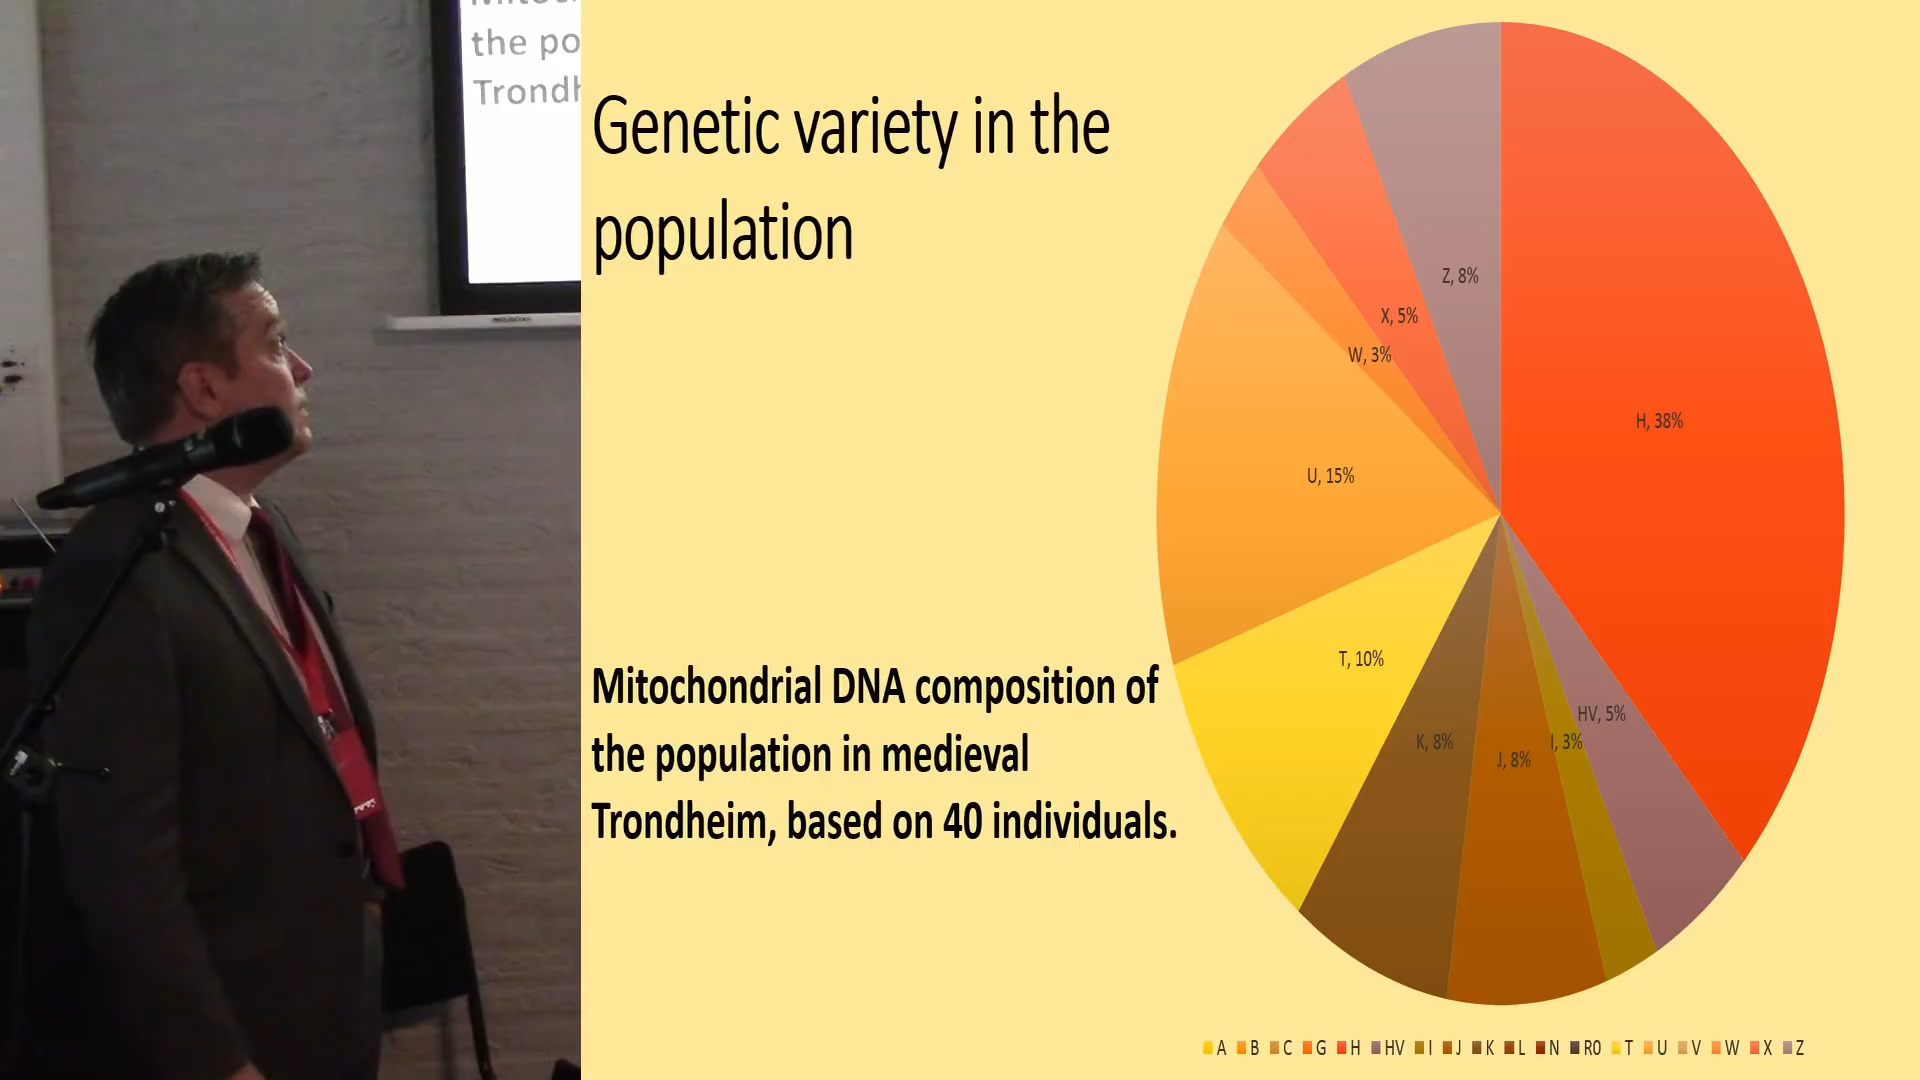 the po
Trondh
Genetic variety in the
population
Mitochondrial DNA composition of
the population in medieval
Trondheim, based on 40 individuals.
Z, 8%
X, 5%
W, 3%
H, 38%
U, 15%
T, 10%
HV, 5%
K, 8%
I, 3%
J, 8%
A B C G H HV I J K L N R0 T U V W X Z